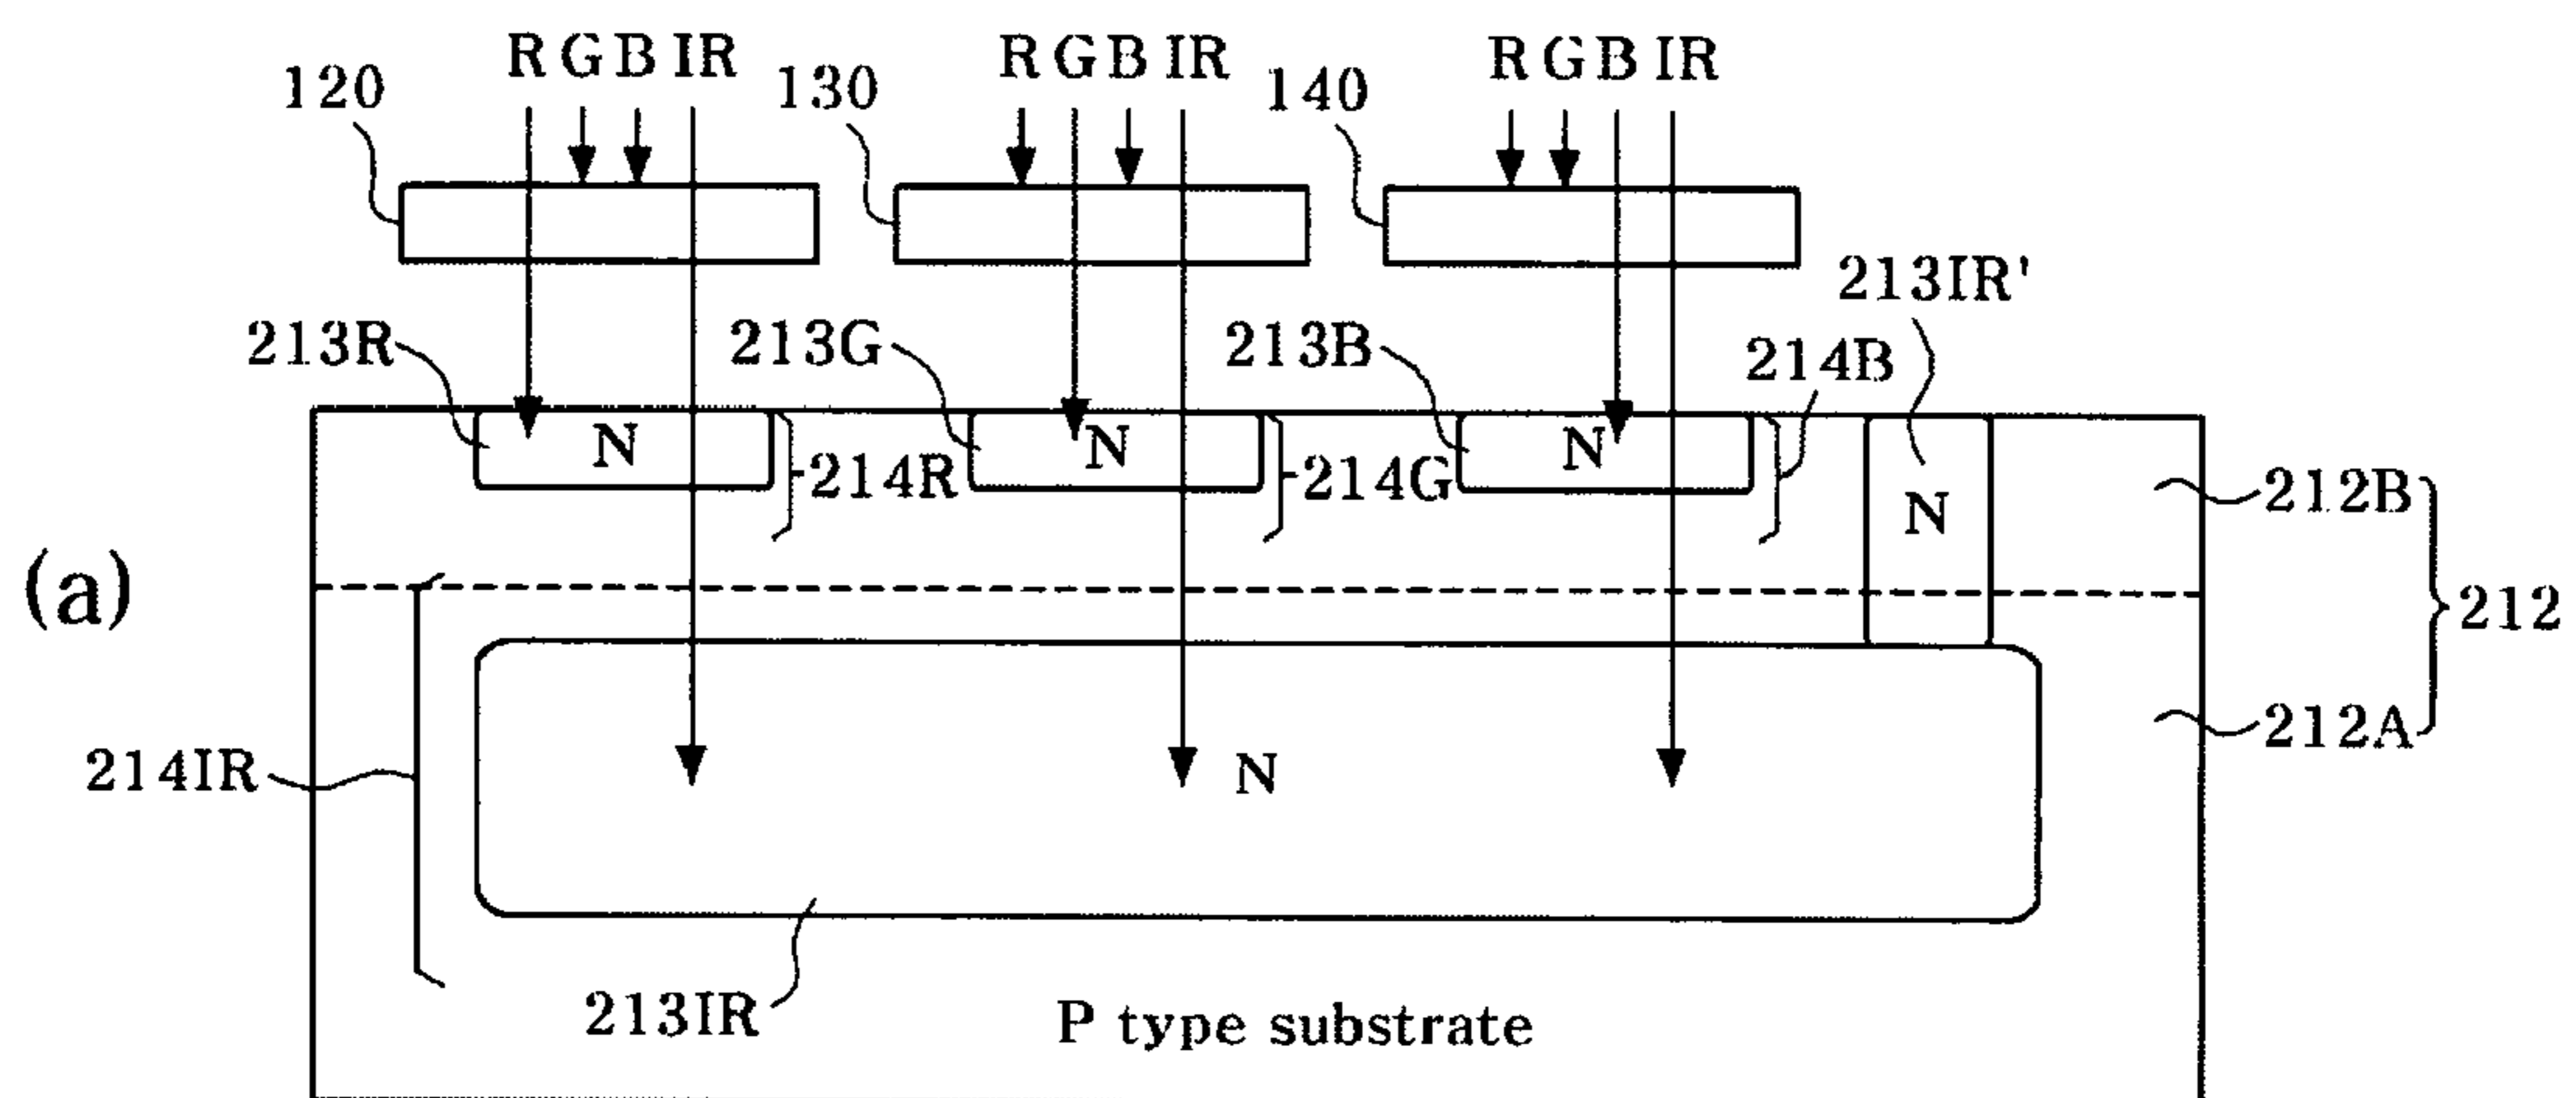 R G B IR R G B IR R G B IR
120 130 140
213IR'
213R 213G 213B 214B
N N N
214R 214G 212B
N
(a) 212
212A
214IR N
213IR P type substrate